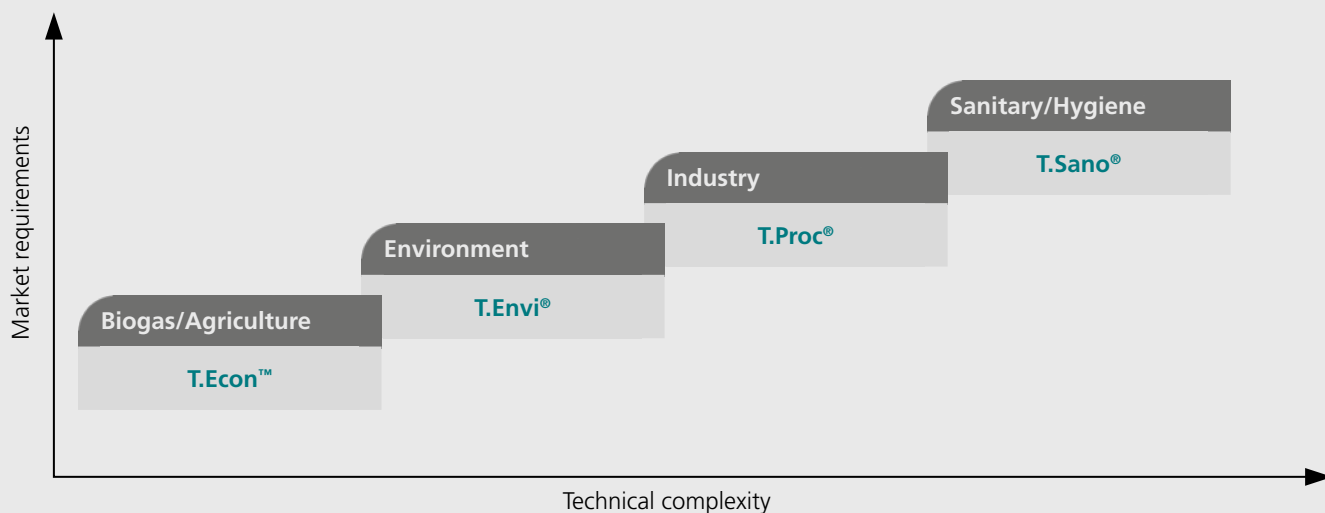 Market requirements
Sanitary/Hygiene
T.Sano®
Industry
T.Proc®
Environment
T.Envi®
Biogas/Agriculture
T.Econ™
Technical complexity